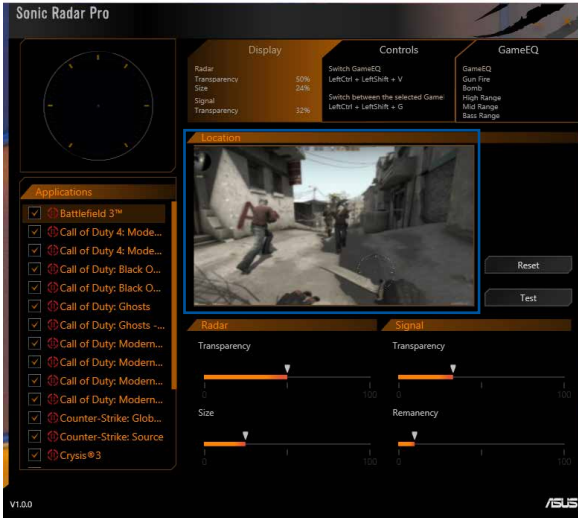 Sonic Radar Pro
Display
Radar
Transparency 50%
Size 24%
Signal
Transparency 32%
Controls
Switch GameEQ
LeftCtrl + LeftShift + V
Switch between the selected Game
LeftCtrl + LeftShift + G
GameEQ
GameEQ
Gun Fire
Bomb
High Range
Mid Range
Bass Range
Location
A
Applications
Battlefield 3™
Call of Duty 4: Mode...
Call of Duty 4: Mode...
Call of Duty: Black O...
Call of Duty: Black O...
Call of Duty: Ghosts
Call of Duty: Ghosts -...
Call of Duty: Modern...
Call of Duty: Modern...
Call of Duty: Modern...
Call of Duty: Modern...
Counter-Strike: Glob...
Counter-Strike: Source
Crysis®3
Reset
Test
Radar
Transparency
0 100
Size
0 100
Signal
Transparency
0 100
Remanency
0 100
V1.0.0
ASUS